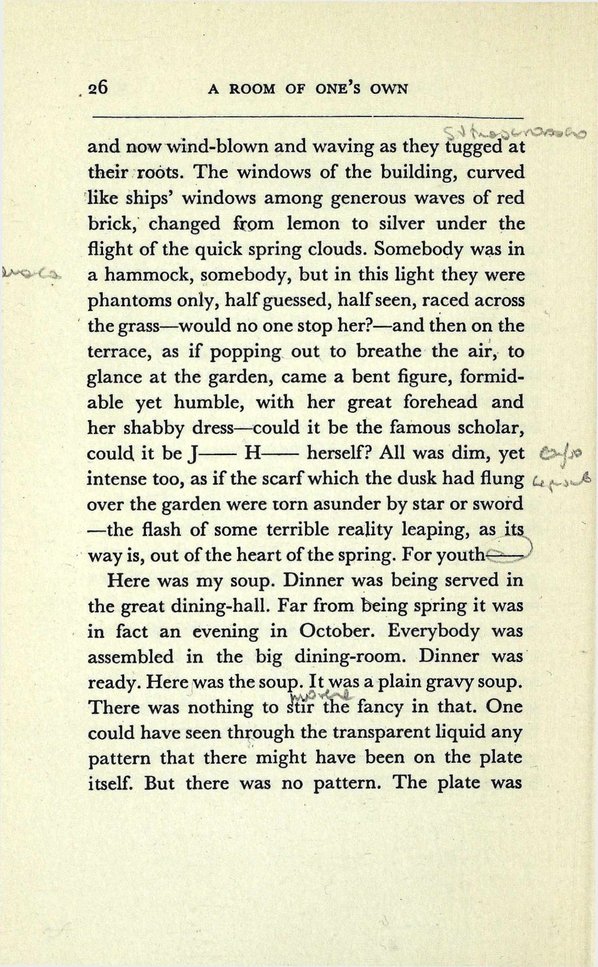 26 A ROOM OF ONE'S OWN
and now wind-blown and waving as they tugged at
their roots. The windows of the building, curved
like ships' windows among generous waves of red
brick, changed from lemon to silver under the
flight of the quick spring clouds. Somebody was in
a hammock, somebody, but in this light they were
phantoms only, half guessed, half seen, raced across
the grass—would no one stop her?—and then on the
terrace, as if popping out to breathe the air, to
glance at the garden, came a bent figure, formid-
able yet humble, with her great forehead and
her shabby dress—could it be the famous scholar,
could it be J—— H—— herself? All was dim, yet
intense too, as if the scarf which the dusk had flung
over the garden were torn asunder by star or sword
—the flash of some terrible reality leaping, as its
way is, out of the heart of the spring. For youth——
Here was my soup. Dinner was being served in
the great dining-hall. Far from being spring it was
in fact an evening in October. Everybody was
assembled in the big dining-room. Dinner was
ready. Here was the soup. It was a plain gravy soup.
There was nothing to stir the fancy in that. One
could have seen through the transparent liquid any
pattern that there might have been on the plate
itself. But there was no pattern. The plate was